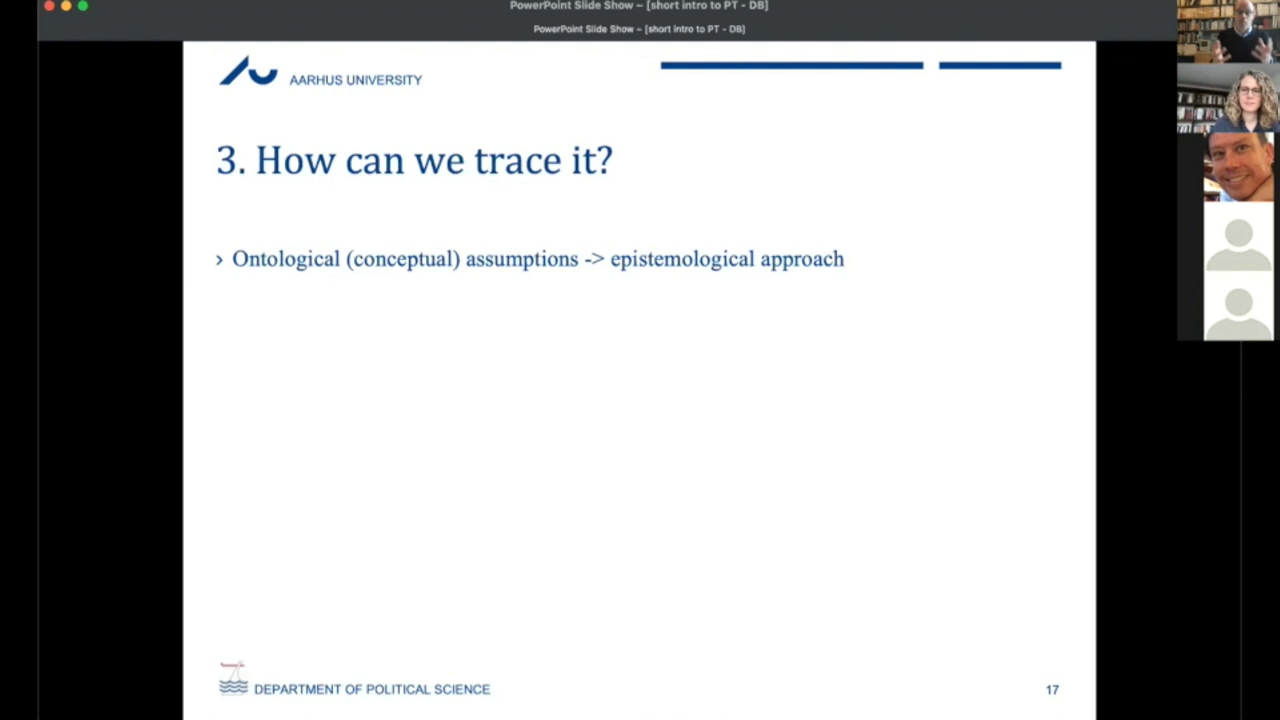 PowerPoint Slide Show – [short intro to PT - DB]
PowerPoint Slide Show – [short intro to PT - DB]
AARHUS UNIVERSITY
3. How can we trace it?
› Ontological (conceptual) assumptions -> epistemological approach
DEPARTMENT OF POLITICAL SCIENCE
17